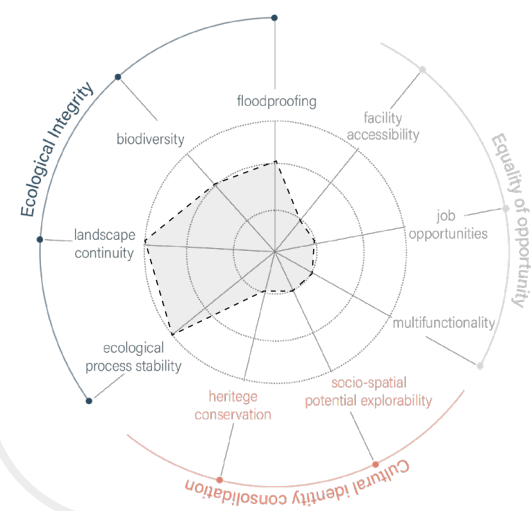 floodproofing
facility
accessibility
biodiversity
Ecological Integrity
Equality of opportunity
job
opportunities
landscape
continuity
multifunctionality
ecological
process stability
socio-spatial
potential explorability
heritege
conservation
Cultural identity consolidation